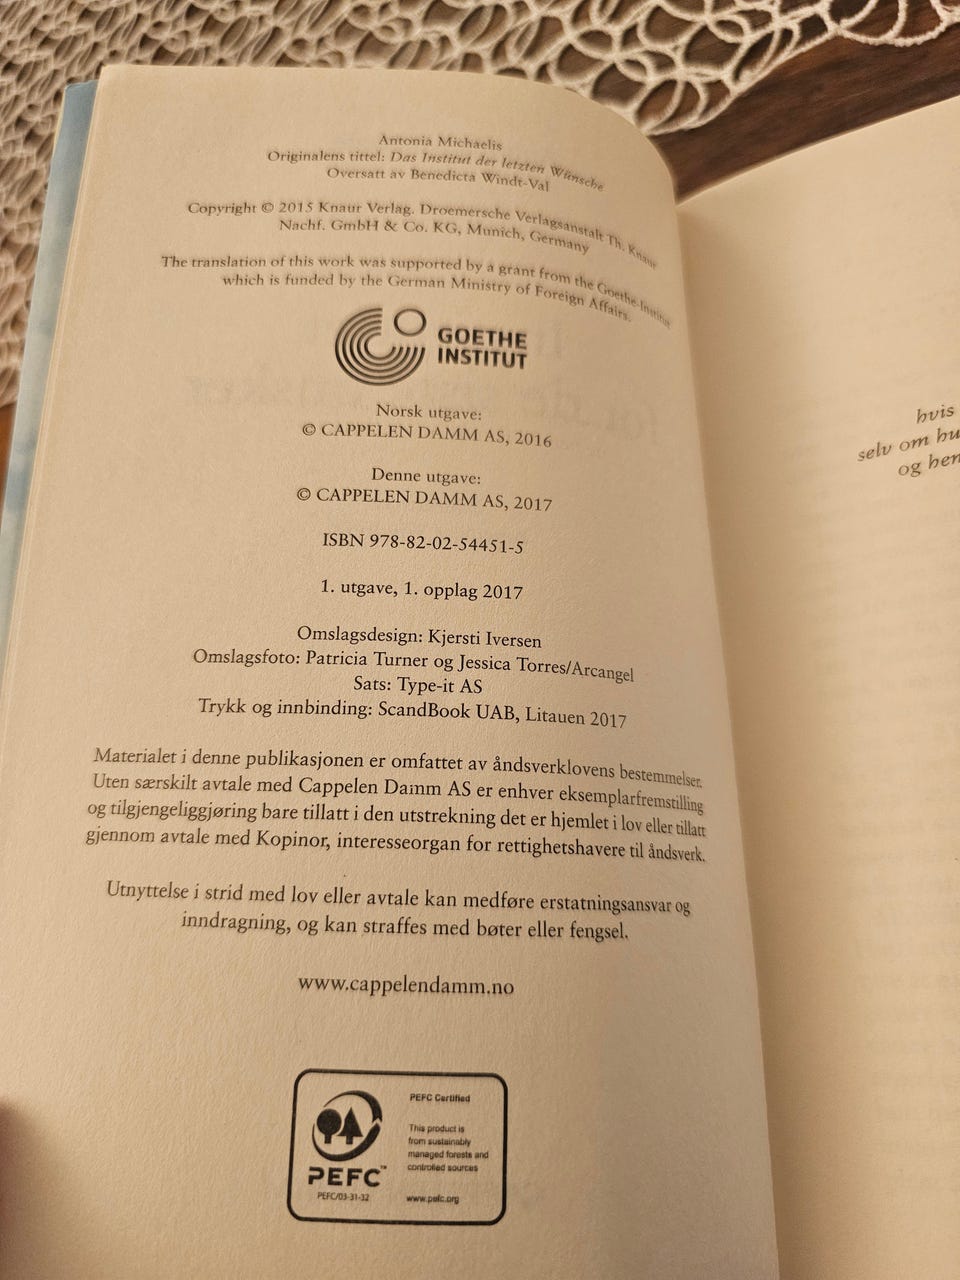 Antonia Michaelis
Originalens tittel: Das Institut der letzten Wünsche
Oversatt av Benedicta Windt-Val
Copyright © 2015 Knaur Verlag. Droemersche Verlagsanstalt Th. Knaur
Nachf. GmbH & Co. KG, Munich, Germany
The translation of this work was supported by a grant from the Goethe-Institut
which is funded by the German Ministry of Foreign Affairs.
GOETHE
INSTITUT
Norsk utgave:
© CAPPELEN DAMM AS, 2016
Denne utgave:
© CAPPELEN DAMM AS, 2017
ISBN 978-82-02-54451-5
1. utgave, 1. opplag 2017
Omslagsdesign: Kjersti Iversen
Omslagsfoto: Patricia Turner og Jessica Torres/Arcangel
Sats: Type-it AS
Trykk og innbinding: ScandBook UAB, Litauen 2017
Materialet i denne publikasjonen er omfattet av åndsverklovens bestemmelser.
Uten særskilt avtale med Cappelen Damm AS er enhver eksemplarfremstilling
og tilgjengeliggjøring bare tillatt i den utstrekning det er hjemlet i lov eller tillatt
gjennom avtale med Kopinor, interesseorgan for rettighetshavere til åndsverk.
Utnyttelse i strid med lov eller avtale kan medføre erstatningsansvar og
inndragning, og kan straffes med bøter eller fengsel.
www.cappelendamm.no
PEFC Certified
This product is
from sustainably
managed forests and
controlled sources
www.pefc.org
PEFC™
PEFC/03-31-32
hvis
selv om hu
og hen